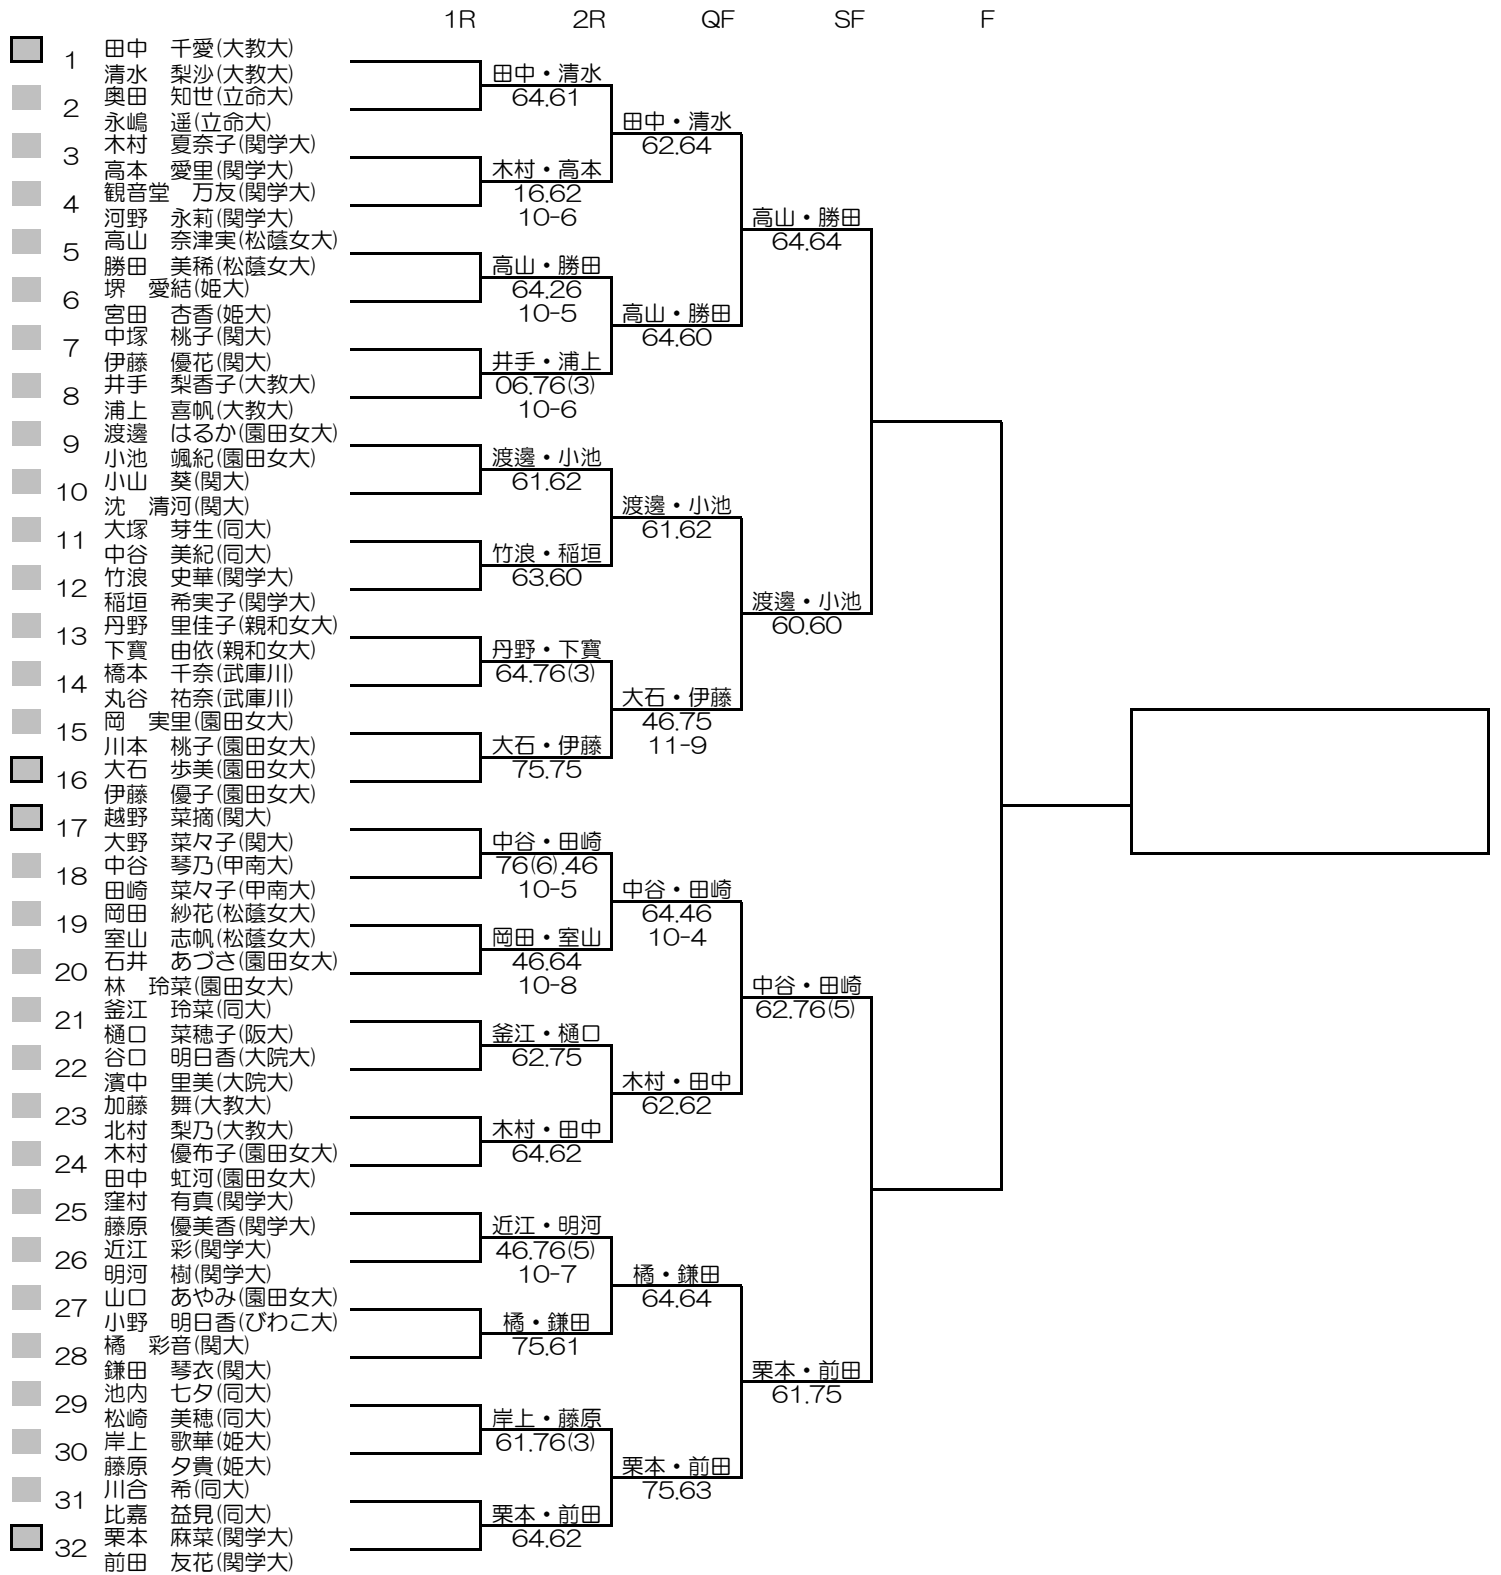 1R 2R QF SF F
田中 千愛(大教大)
1
清水 梨沙(大教大) 田中・清水
奥田 知世(立命大) 64.61
2
永嶋 遥(立命大) 田中・清水
木村 夏奈子(関学大) 62.64
3
高本 愛里(関学大) 木村・高本
観音堂 万友(関学大) 16.62
4
河野 永莉(関学大) 10-6 高山・勝田
高山 奈津実(松蔭女大) 64.64
5
勝田 美稀(松蔭女大) 高山・勝田
堺 愛結(姫大) 64.26
6
宮田 杏香(姫大) 10-5 高山・勝田
中塚 桃子(関大) 64.60
7
伊藤 優花(関大) 井手・浦上
井手 梨香子(大教大) 06.76(3)
8
浦上 喜帆(大教大) 10-6
渡邊 はるか(園田女大)
9
小池 颯紀(園田女大) 渡邊・小池
小山 葵(関大) 61.62
10
沈 清河(関大) 渡邊・小池
大塚 芽生(同大) 61.62
11
中谷 美紀(同大) 竹浪・稲垣
竹浪 史華(関学大) 63.60
12
稲垣 希実子(関学大) 渡邊・小池
丹野 里佳子(親和女大) 60.60
13
下寳 由依(親和女大) 丹野・下寳
橋本 千奈(武庫川) 64.76(3)
14
丸谷 祐奈(武庫川) 大石・伊藤
岡 実里(園田女大) 46.75
15
川本 桃子(園田女大) 大石・伊藤 11-9
大石 歩美(園田女大) 75.75
16
伊藤 優子(園田女大)
越野 菜摘(関大)
17
大野 菜々子(関大) 中谷・田崎
中谷 琴乃(甲南大) 76(6).46
18
田崎 菜々子(甲南大) 10-5 中谷・田崎
岡田 紗花(松蔭女大) 64.46
19
室山 志帆(松蔭女大) 岡田・室山 10-4
石井 あづさ(園田女大) 46.64
20
林 玲菜(園田女大) 10-8 中谷・田崎
釜江 玲菜(同大) 62.76(5)
21
樋口 菜穂子(阪大) 釜江・樋口
谷口 明日香(大院大) 62.75
22
濱中 里美(大院大) 木村・田中
加藤 舞(大教大) 62.62
23
北村 梨乃(大教大) 木村・田中
木村 優布子(園田女大) 64.62
24
田中 虹河(園田女大)
窪村 有真(関学大)
25
藤原 優美香(関学大) 近江・明河
近江 彩(関学大) 46.76(5)
26
明河 樹(関学大) 10-7 橘・鎌田
山口 あやみ(園田女大) 64.64
27
小野 明日香(びわこ大) 橘・鎌田
橘 彩音(関大) 75.61
28
鎌田 琴衣(関大) 栗本・前田
池内 七夕(同大) 61.75
29
松崎 美穂(同大) 岸上・藤原
岸上 歌華(姫大) 61.76(3)
30
藤原 夕貴(姫大) 栗本・前田
川合 希(同大) 75.63
31
比嘉 益見(同大) 栗本・前田
栗本 麻菜(関学大) 64.62
32
前田 友花(関学大)